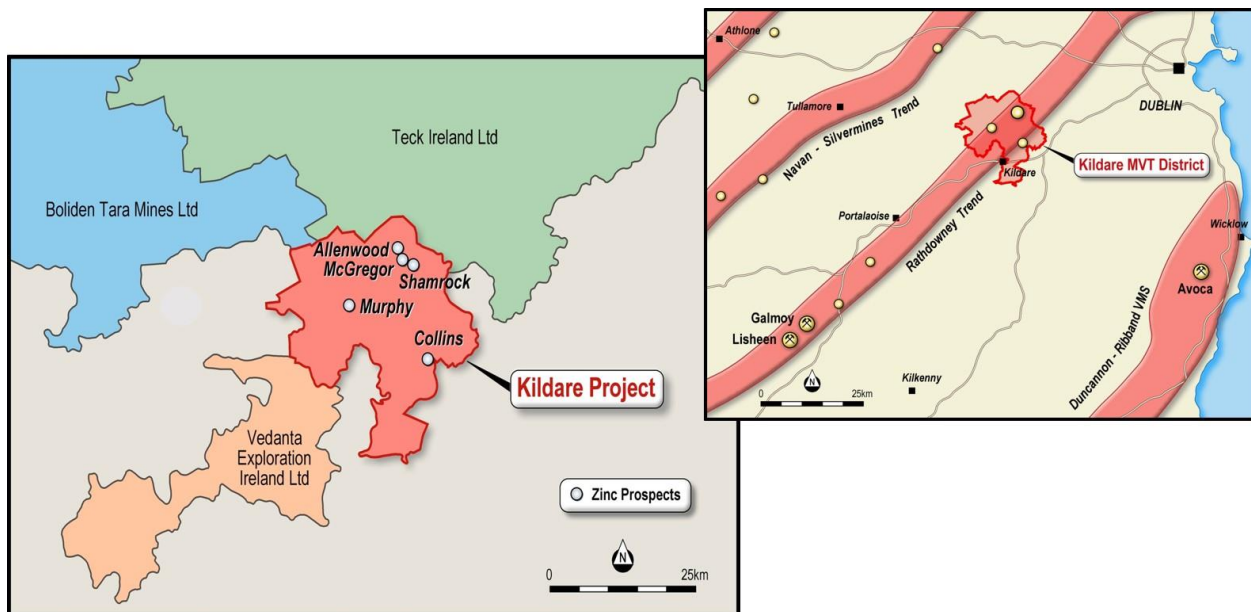 Teck Ireland Ltd
Boliden Tara Mines Ltd
Allenwood
McGregor
Shamrock
Murphy
Collins
Kildare Project
Vedanta
Exploration
Ireland Ltd
Zinc Prospects
N
0
25km
Athlone
Tullamore
DUBLIN
Navan - Silvermines Trend
Kildare
Kildare MVT District
Portalaoise
Rathdowney Trend
Wicklow
Avoca
Galmoy
Lisheen
Duncannon - Ribband VMS
Kilkenny
N
0
25km